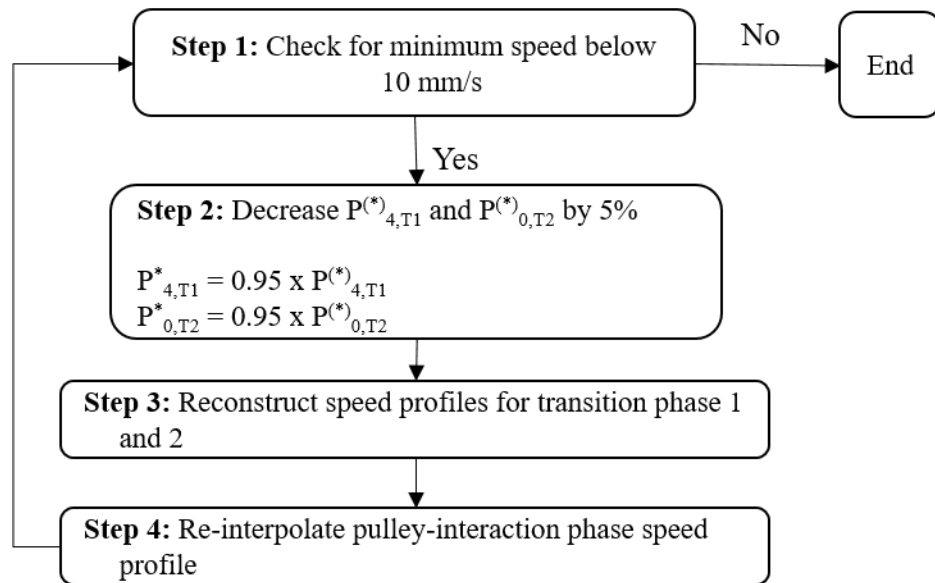 Step 1: Check for minimum speed below
10 mm/s
No
End
Yes
Step 2: Decrease P(*)4,T1 and P(*)0,T2 by 5%
P*4,T1 = 0.95 x P(*)4,T1
P*0,T2 = 0.95 x P(*)0,T2
Step 3: Reconstruct speed profiles for transition phase 1
and 2
Step 4: Re-interpolate pulley-interaction phase speed
profile